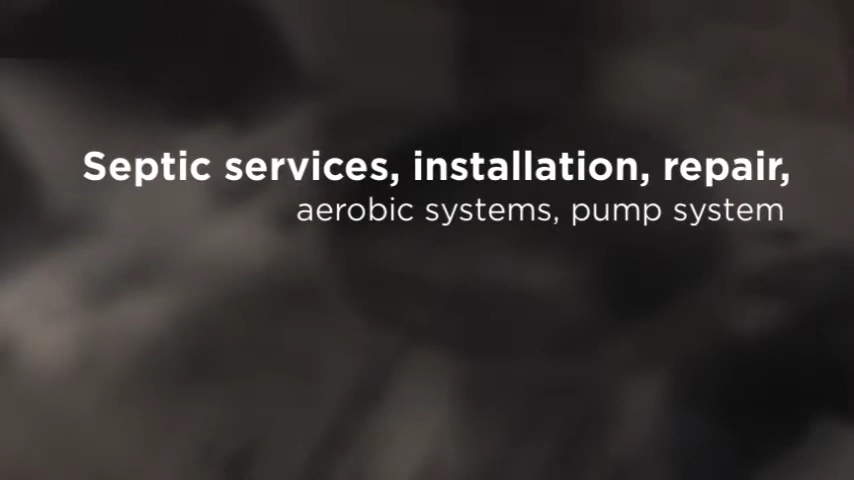 Septic services, installation, repair,
aerobic systems, pump system